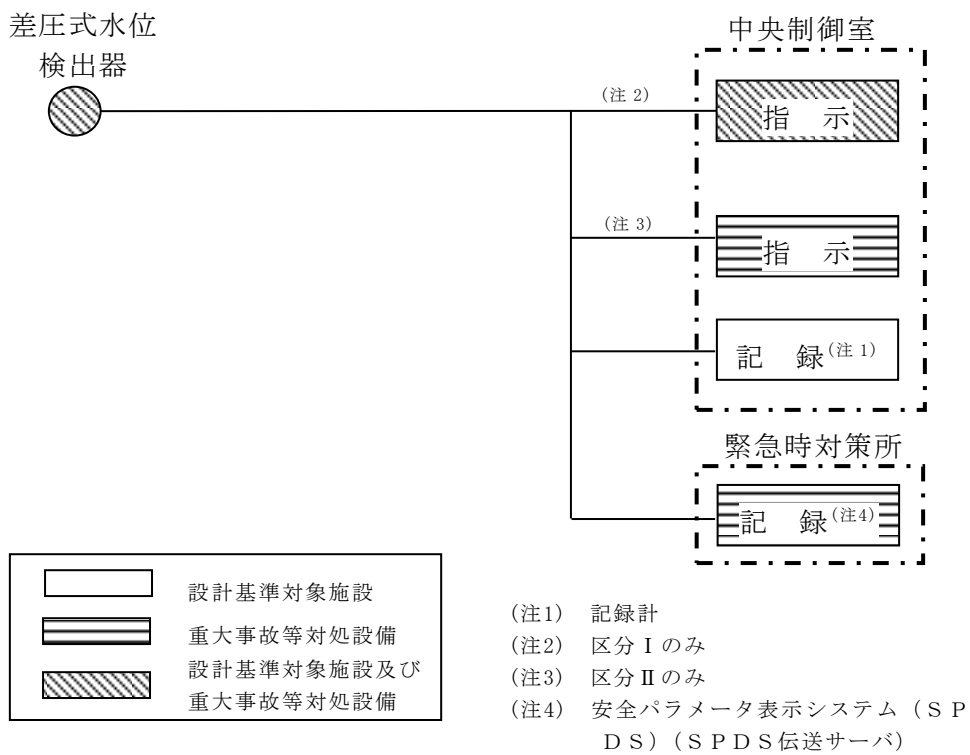 差圧式水位
検出器
中央制御室
(注 2)
指 示
(注 3)
指 示
記 録(注 1)
緊急時対策所
記 録(注4)
設計基準対象施設
重大事故等対処設備
設計基準対象施設及び
重大事故等対処設備
(注1) 記録計
(注2) 区分Ⅰのみ
(注3) 区分Ⅱのみ
(注4) 安全パラメータ表示システム(SP
DS)(SPDS伝送サーバ)